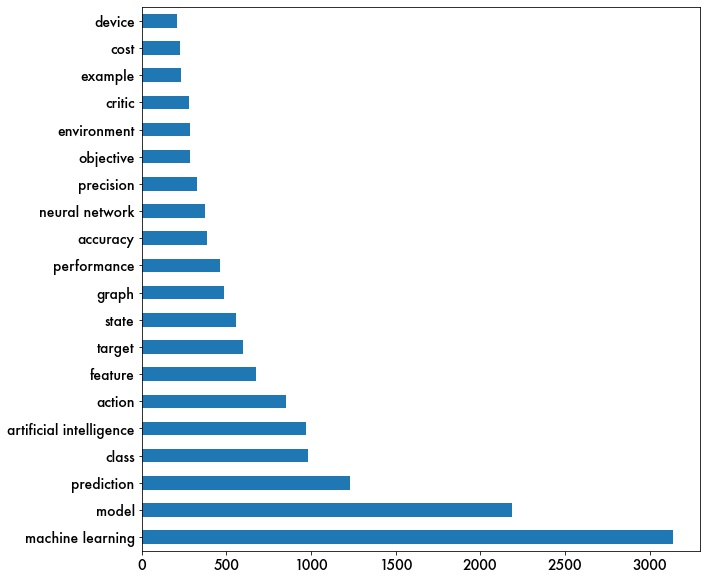 device
cost
example
critic
environment
objective
precision
neural network
accuracy
performance
graph
state
target
feature
action
artificial intelligence
class
prediction
model
machine learning
0 500 1000 1500 2000 2500 3000